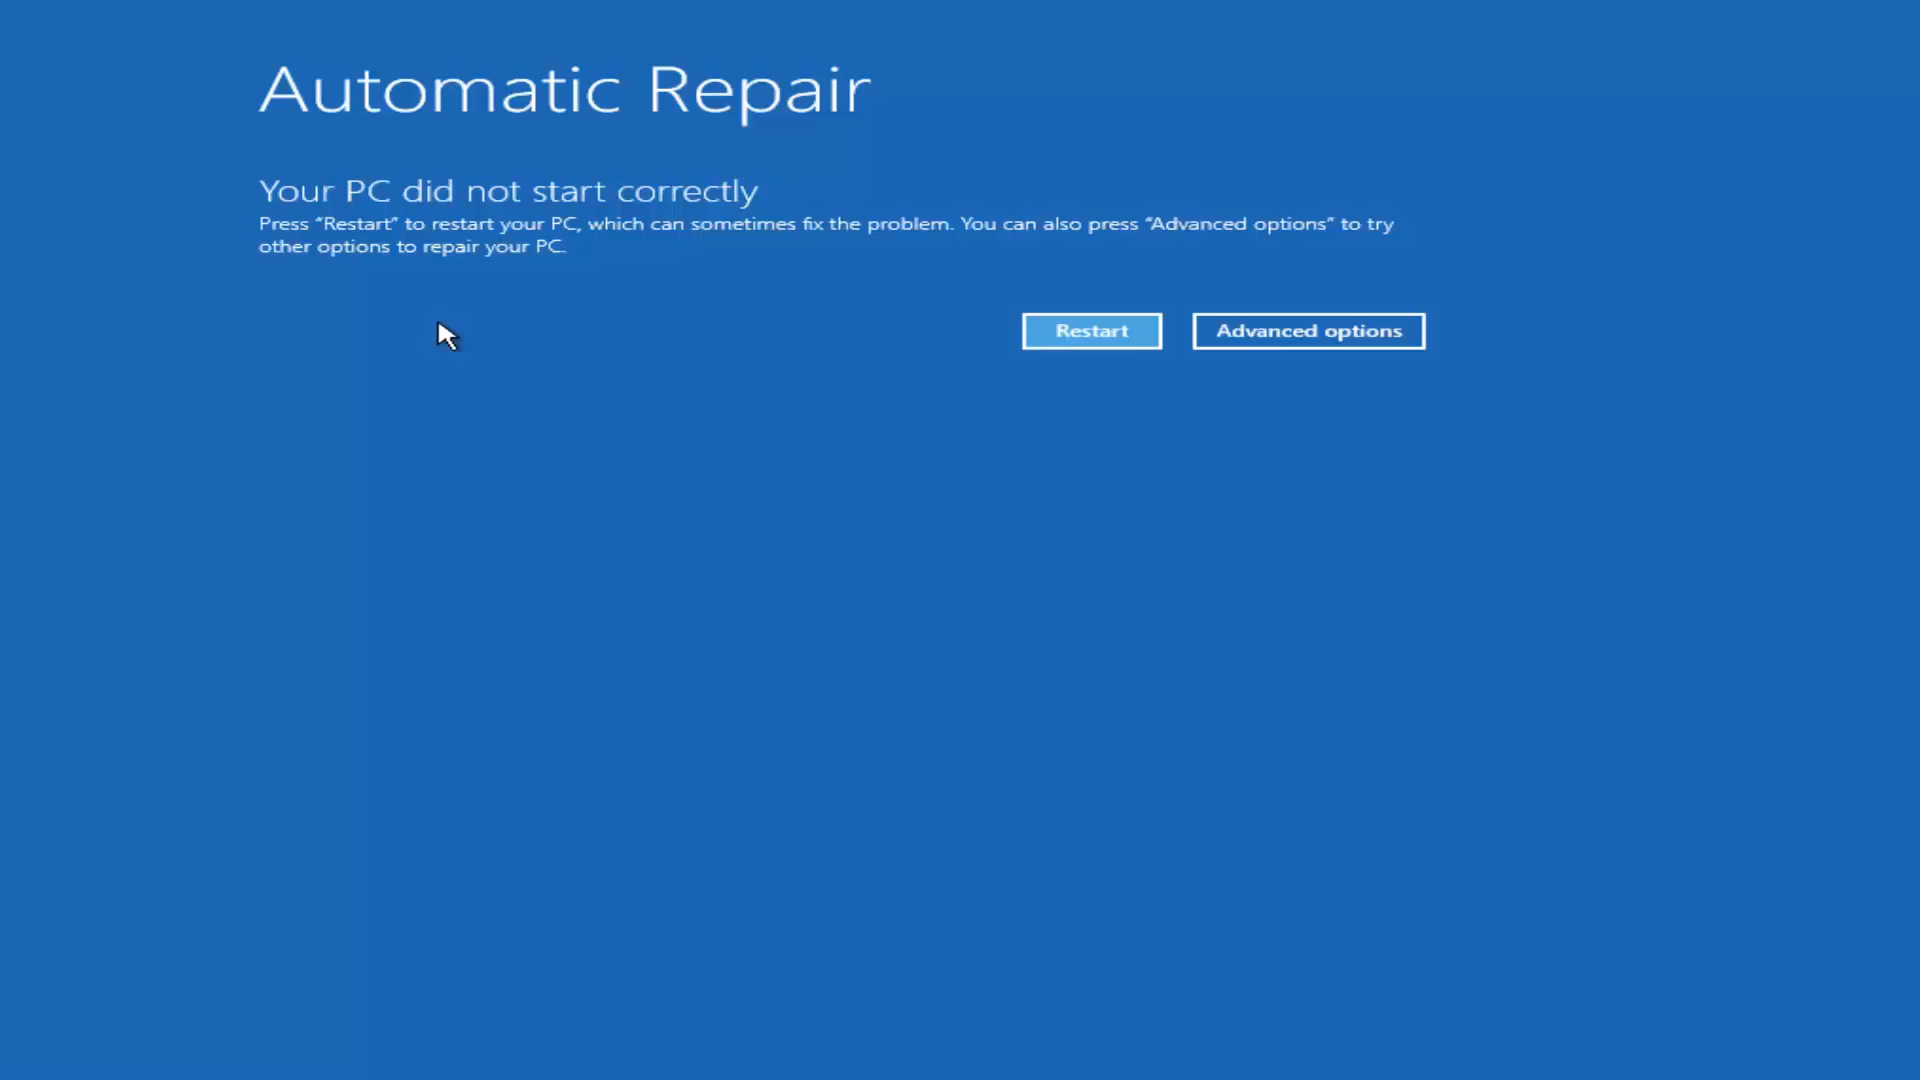 Automatic Repair
Your PC did not start correctly
Press “Restart” to restart your PC, which can sometimes fix the problem. You can also press “Advanced options” to try
other options to repair your PC.
Restart
Advanced options